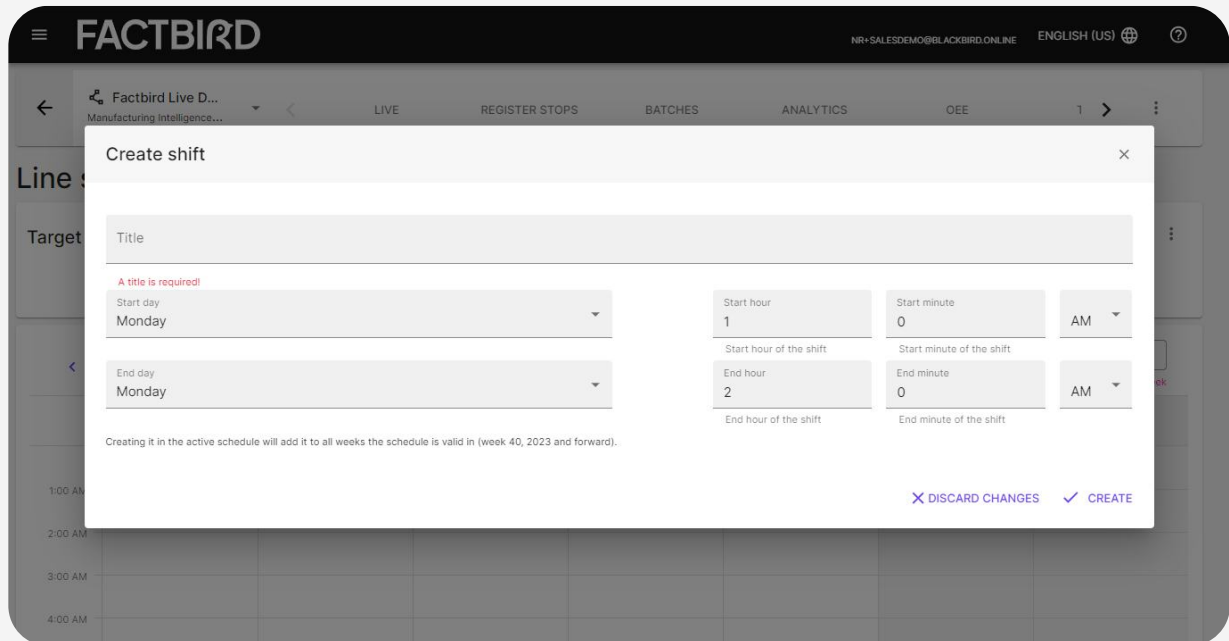 FACTBIRD
NR+SALESDEMO@BLACKBIRD.ONLINE ENGLISH (US)
Factbird Live D...
Manufacturing Intelligence...
LIVE REGISTER STOPS BATCHES ANALYTICS OEE
Line
Create shift
Target
Title
A title is required!
Start day
Monday
Start hour
1
Start hour of the shift
Start minute
0
Start minute of the shift
AM
End day
Monday
End hour
2
End hour of the shift
End minute
0
End minute of the shift
AM
Creating it in the active schedule will add it to all weeks the schedule is valid in (week 40, 2023 and forward).
DISCARD CHANGES CREATE
1:00 AM
2:00 AM
3:00 AM
4:00 AM